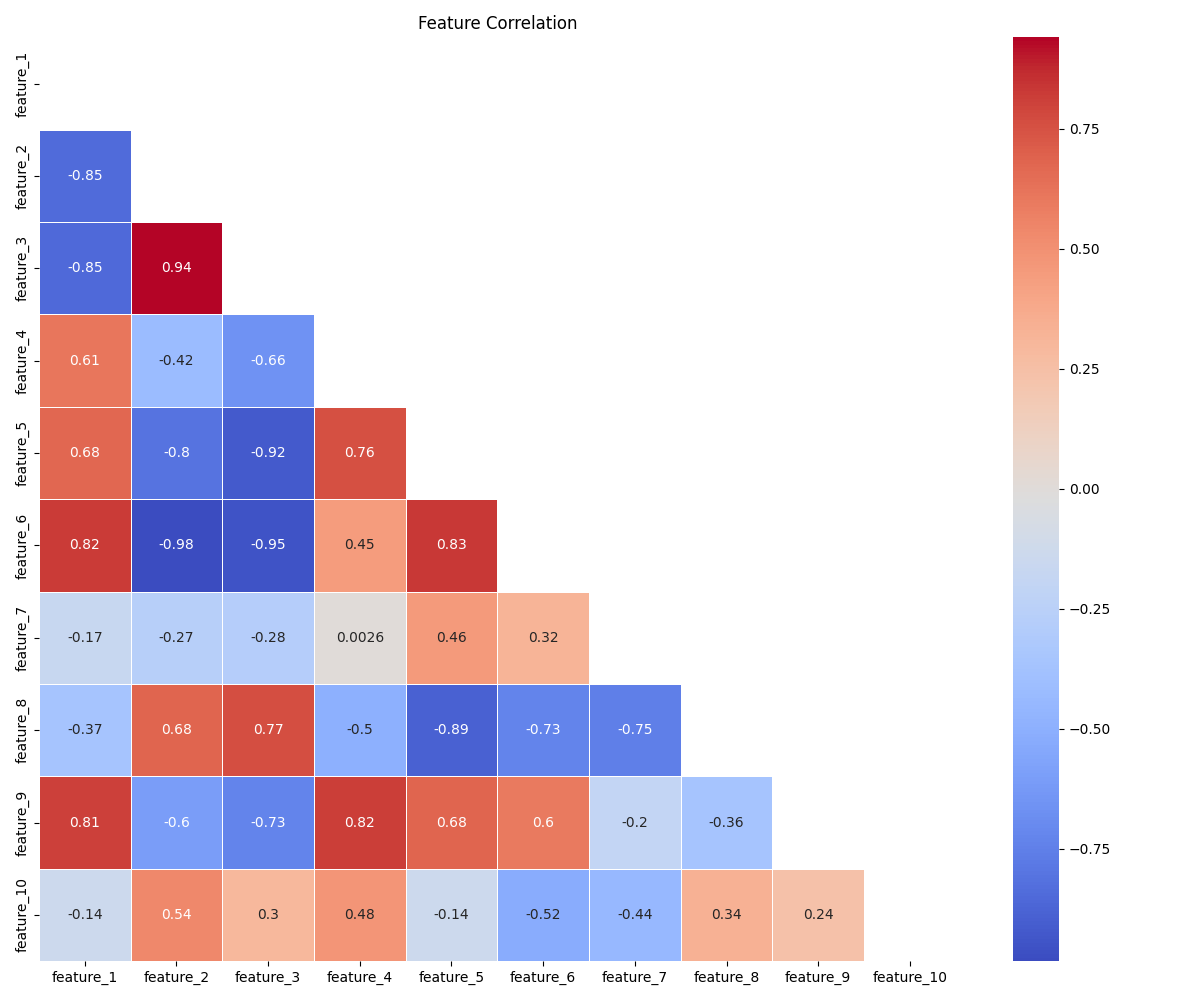 Feature Correlation
feature_1
feature_2 -0.85
feature_3 -0.85 0.94
feature_4 0.61 -0.42 -0.66
feature_5 0.68 -0.8 -0.92 0.76
feature_6 0.82 -0.98 -0.95 0.45 0.83
feature_7 -0.17 -0.27 -0.28 0.0026 0.46 0.32
feature_8 -0.37 0.68 0.77 -0.5 -0.89 -0.73 -0.75
feature_9 0.81 -0.6 -0.73 0.82 0.68 0.6 -0.2 -0.36
feature_10 -0.14 0.54 0.3 0.48 -0.14 -0.52 -0.44 0.34 0.24
feature_1 feature_2 feature_3 feature_4 feature_5 feature_6 feature_7 feature_8 feature_9 feature_10
0.75
0.50
0.25
0.00
−0.25
−0.50
−0.75